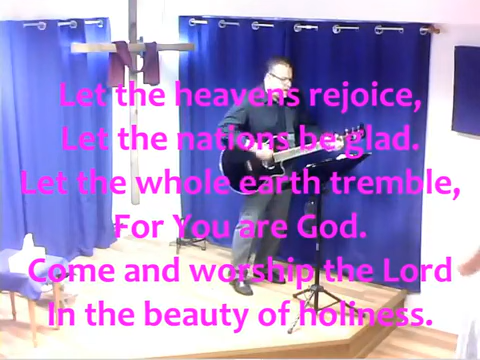 Let the heavens rejoice,
Let the nations be glad.
Let the whole earth tremble,
For You are God.
Come and worship the Lord
In the beauty of holiness.